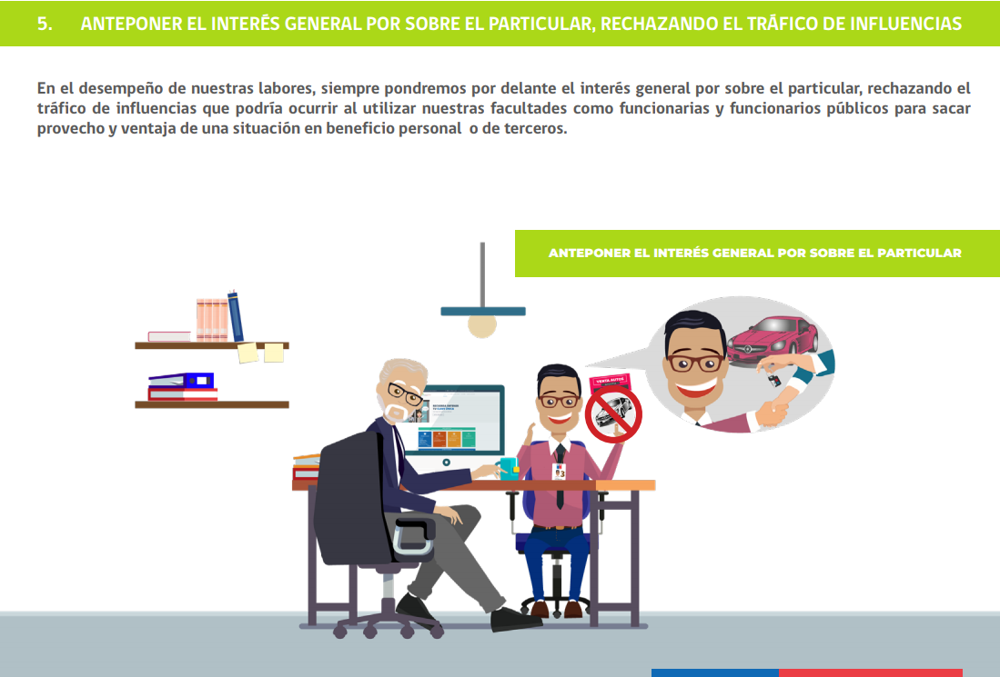 5. ANTEPONER EL INTERÉS GENERAL POR SOBRE EL PARTICULAR, RECHAZANDO EL TRÁFICO DE INFLUENCIAS
En el desempeño de nuestras labores, siempre pondremos por delante el interés general por sobre el particular, rechazando el
tráfico de influencias que podría ocurrir al utilizar nuestras facultades como funcionarias y funcionarios públicos para sacar
provecho y ventaja de una situación en beneficio personal o de terceros.
ANTEPONER EL INTERÉS GENERAL POR SOBRE EL PARTICULAR
VENTA AUTOS